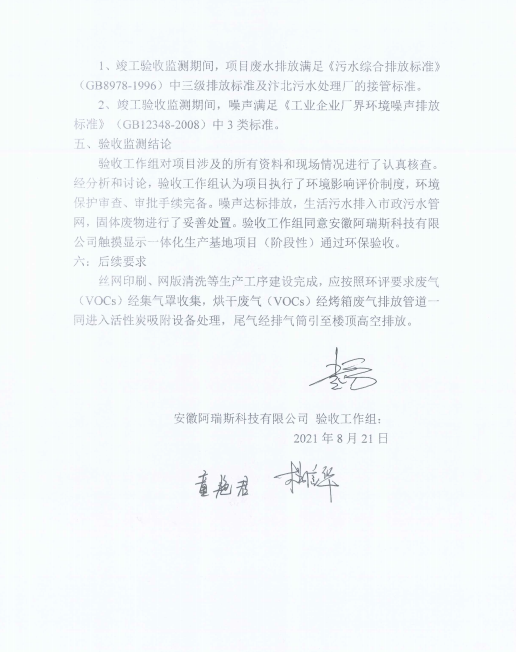 1、竣工验收监测期间，项目废水排放满足《污水综合排放标准》
（GB8978-1996）中三级排放标准及汴北污水处理厂的接管标准。
2、竣工验收监测期间，噪声满足《工业企业厂界环境噪声排放
标准》（GB12348-2008）中 3 类标准。
五、验收监测结论
验收工作组对项目涉及的所有资料和现场情况进行了认真核查。
经分析和讨论，验收工作组认为项目执行了环境影响评价制度，环境
保护审查、审批手续完备。噪声达标排放，生活污水排入市政污水管
网，固体废物进行了妥善处置。验收工作组同意安徽阿瑞斯科技有限
公司触摸显示一体化生产基地项目（阶段性）通过环保验收。
六；后续要求
丝网印刷、网版清洗等生产工序建设完成，应按照环评要求废气
（VOCs）经集气罩收集，烘干废气（VOCs）经烤箱废气排放管道一
同进入活性炭吸附设备处理，尾气经排气筒引至楼顶高空排放。
安徽阿瑞斯科技有限公司 验收工作组：
2021 年 8 月 21 日
童艳君